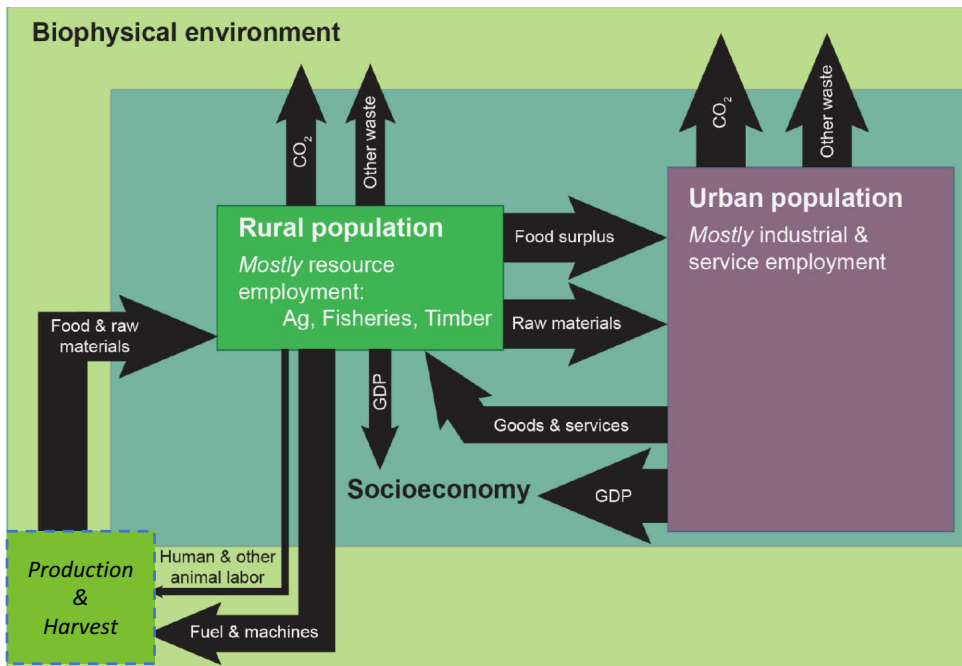 Biophysical environment
CO₂
Other waste
CO₂
Other waste
Rural population
Mostly resource
employment:
Ag, Fisheries, Timber
Urban population
Mostly industrial &
service employment
Food surplus
Raw materials
Food & raw
materials
GDP
Goods & services
Socioeconomy
GDP
Production
&
Harvest
Human & other
animal labor
Fuel & machines